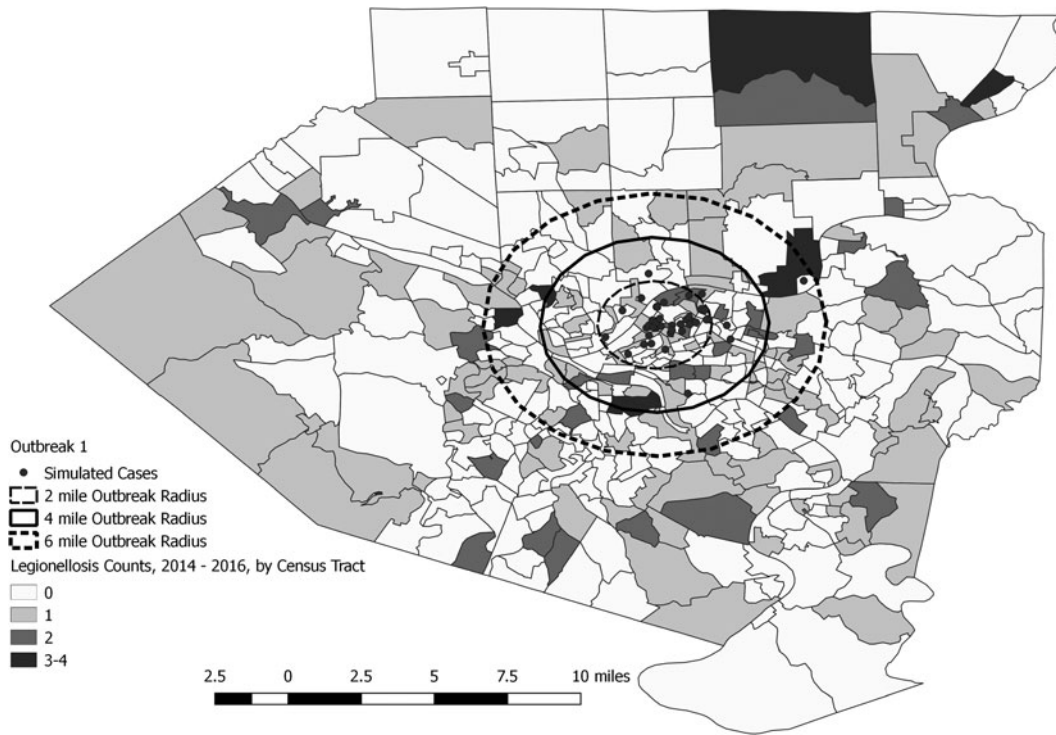 Outbreak 1
Simulated Cases
2 mile Outbreak Radius
4 mile Outbreak Radius
6 mile Outbreak Radius
Legionellosis Counts, 2014 - 2016, by Census Tract
0
1
2
3-4
2.5 0 2.5 5 7.5 10 miles